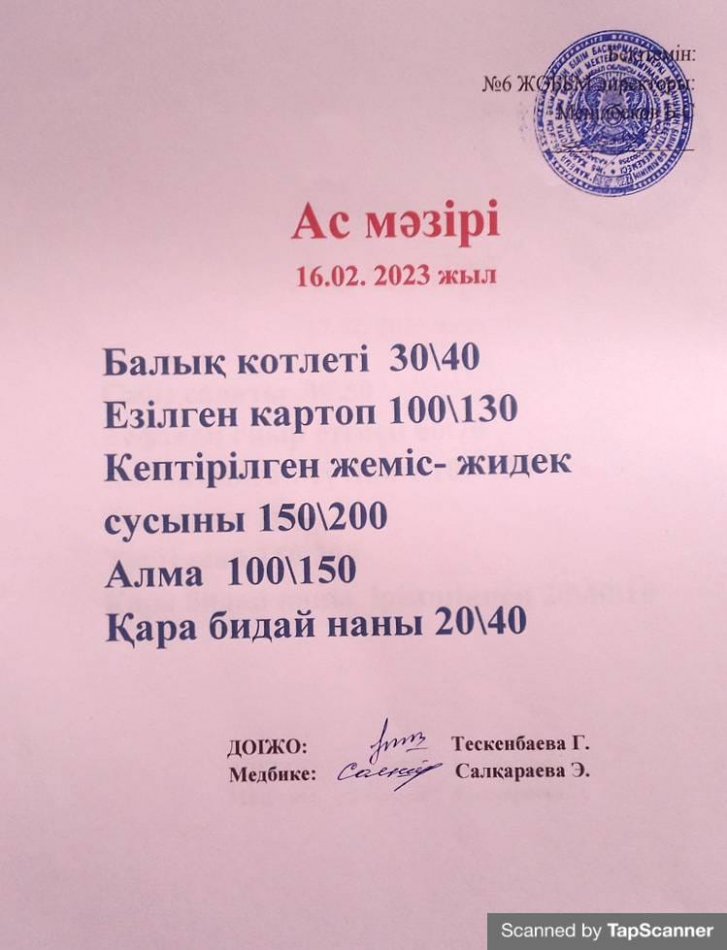 Бекітемін:
№6 ЖОББМ директоры:
Ас мәзірі
16.02. 2023 жыл
Балық котлеті 30\40
Езілген картоп 100\130
Кептірілген жеміс- жидек
сусыны 150\200
Алма 100\150
Қара бидай наны 20\40
ДОІЖО: Тескенбаева Г.
Медбике: Салқараева Э.
Scanned by TapScanner